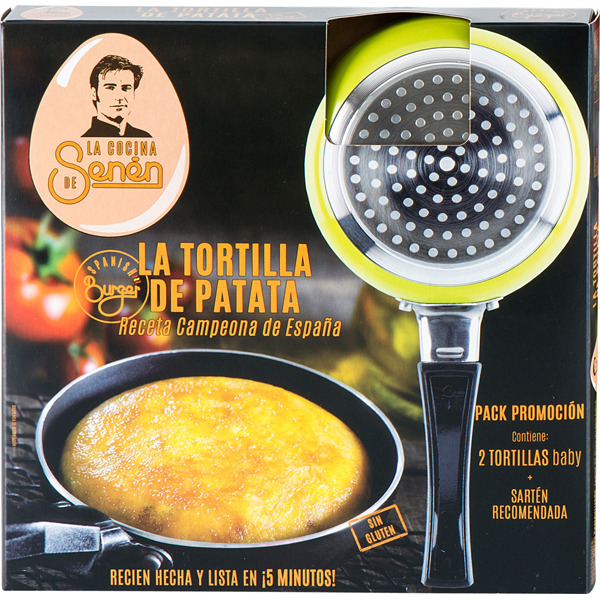 LA COCINA
DE Senén
SPANISH
Burger
LA TORTILLA
DE PATATA
Receta Campeona de España
PACK PROMOCIÓN
Contiene:
2 TORTILLAS baby
+
SARTÉN
RECOMENDADA
SIN
GLUTEN
RECIEN HECHA Y LISTA EN ¡5 MINUTOS!